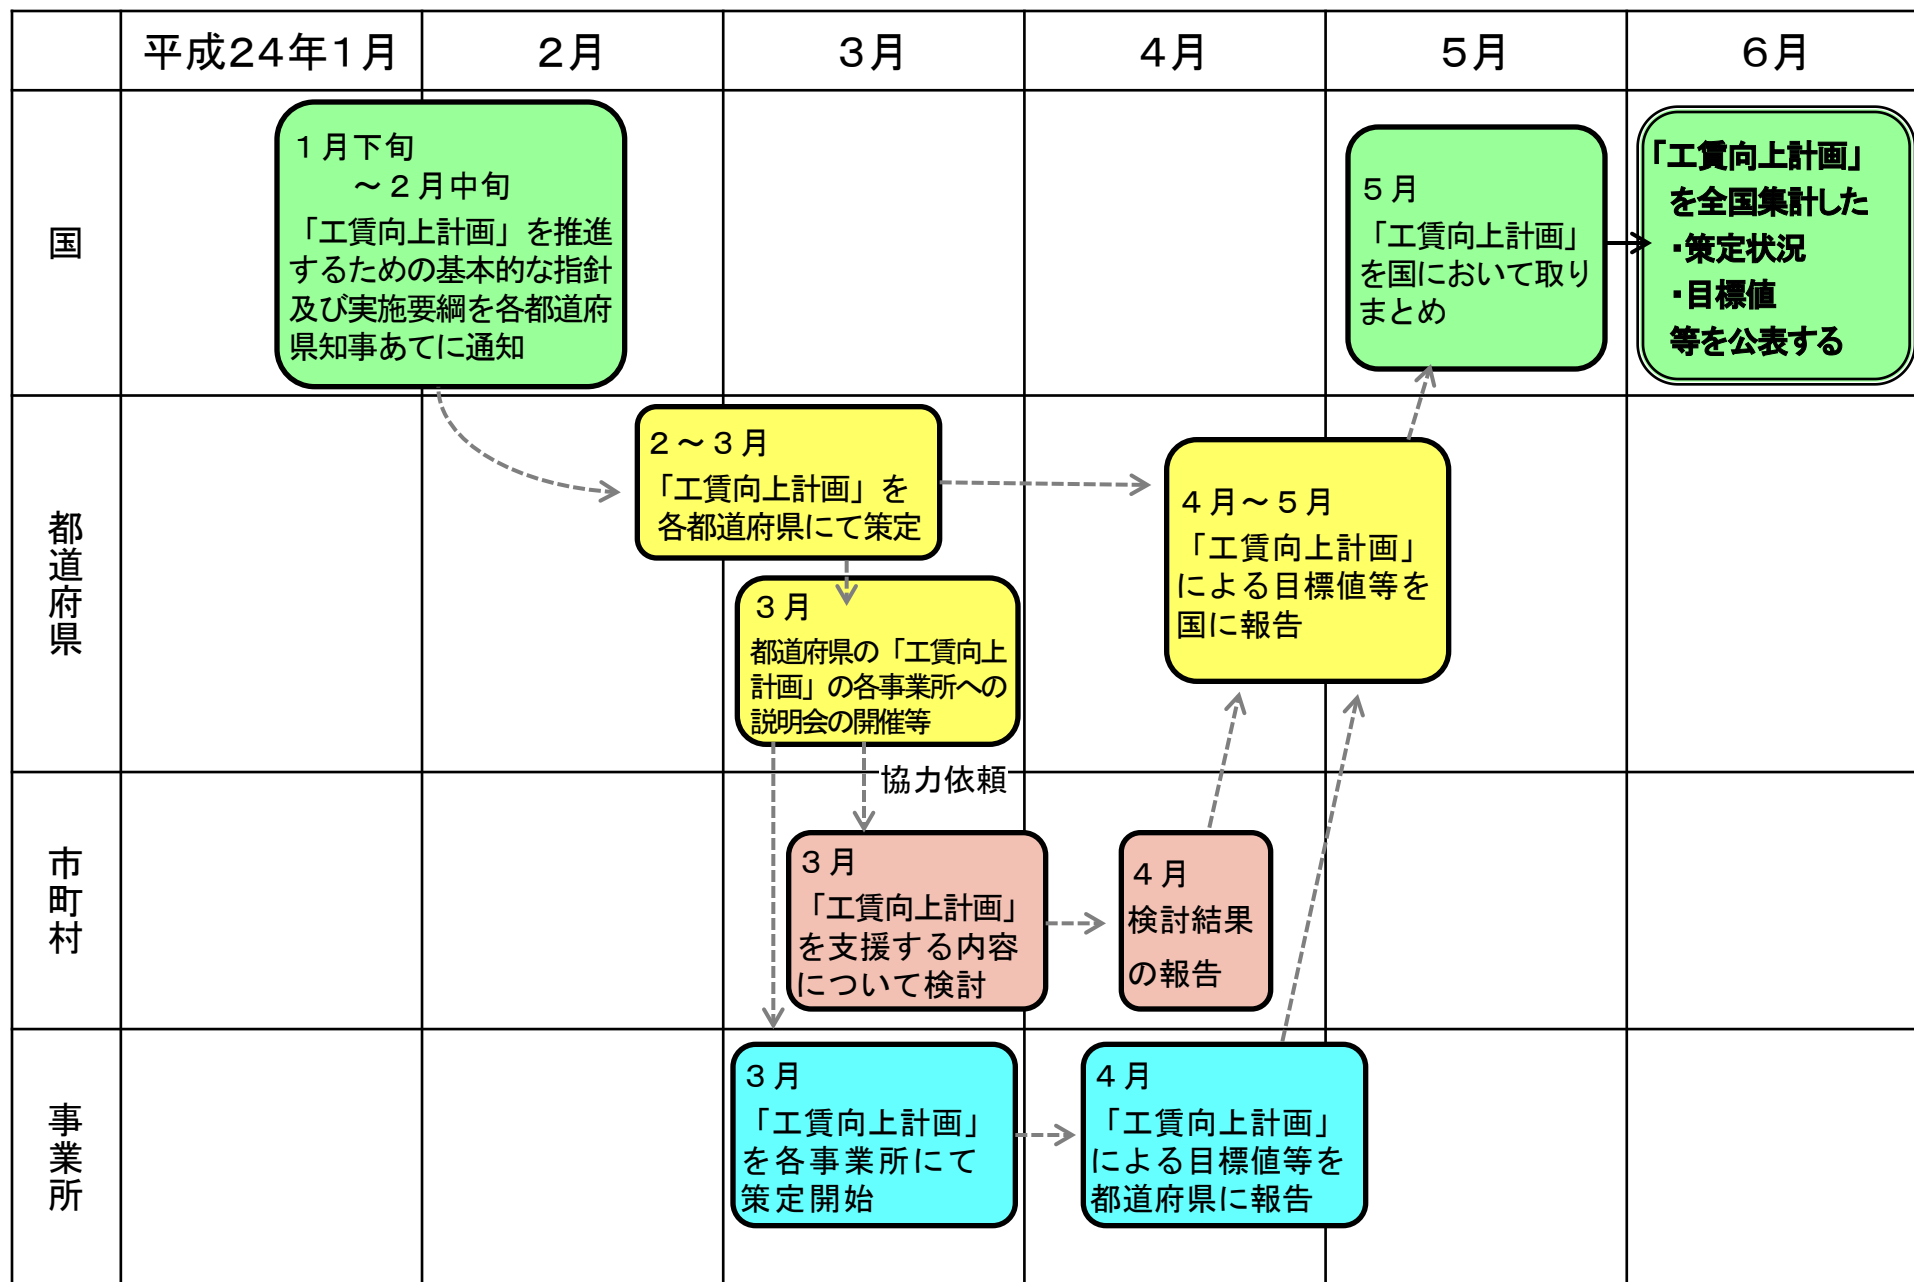 平成24年1月
2月
3月
4月
5月
6月
国
1月下旬
～2月中旬
「工賃向上計画」を推進
するための基本的な指針
及び実施要綱を各都道府
県知事あてに通知
5月
「工賃向上計画」
を国において取り
まとめ
「工賃向上計画」
を全国集計した
・策定状況
・目標値
等を公表する
都道府県
2～3月
「工賃向上計画」を
各都道府県にて策定
3月
都道府県の「工賃向上
計画」の各事業所への
説明会の開催等
4月～5月
「工賃向上計画」
による目標値等を
国に報告
協力依頼
市町村
3月
「工賃向上計画」
を支援する内容
について検討
4月
検討結果
の報告
事業所
3月
「工賃向上計画」
を各事業所にて
策定開始
4月
「工賃向上計画」
による目標値等を
都道府県に報告